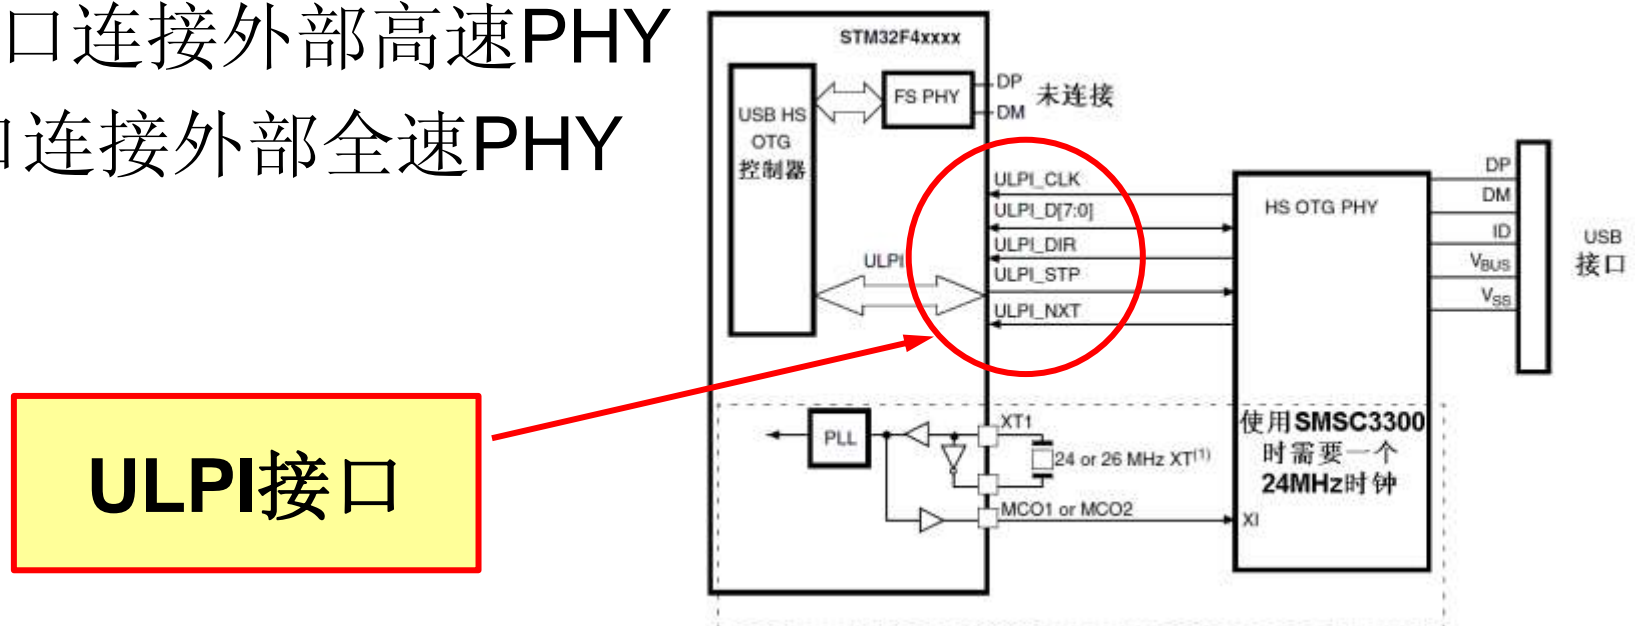 口连接外部高速PHY
口连接外部全速PHY
STM32F4xxxx
USB HS
OTG
控制器
FS PHY
DP
DM
未连接
ULPI
ULPI_CLK
ULPI_D[7:0]
ULPI_DIR
ULPI_STP
ULPI_NXT
HS OTG PHY
DP
DM
ID
VBUS
VSS
USB
接口
ULPI接口
PLL
XT1
24 or 26 MHz XT(1)
MCO1 or MCO2
XI
使用SMSC3300
时需要一个
24MHz时钟